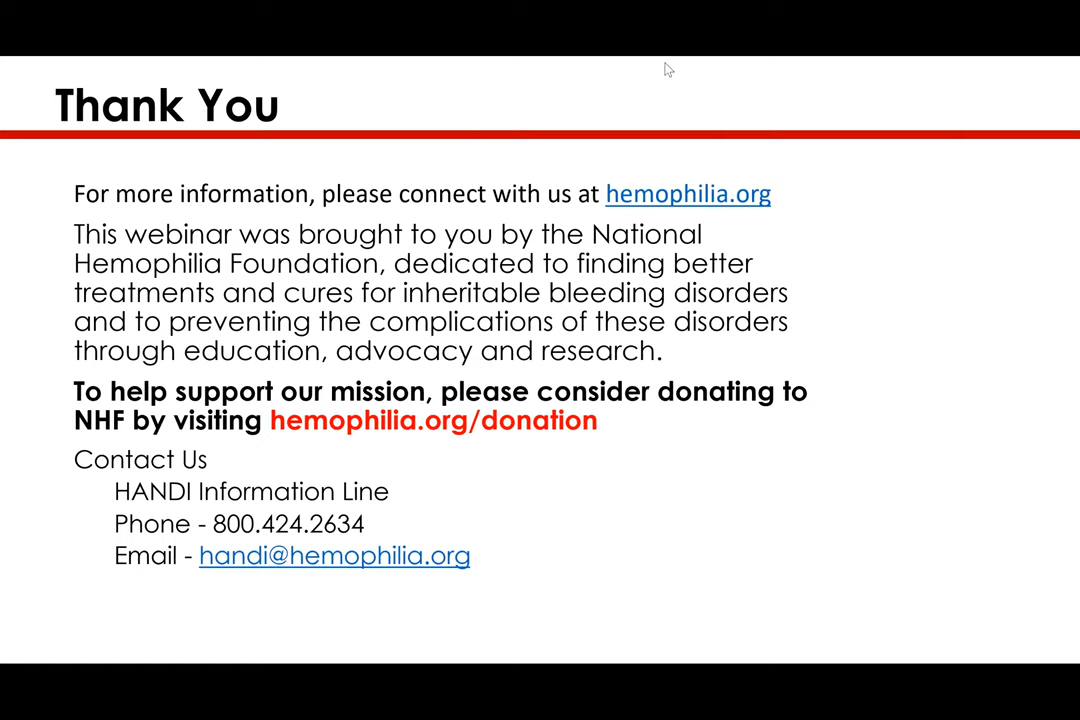 Thank You
For more information, please connect with us at hemophilia.org
This webinar was brought to you by the National
Hemophilia Foundation, dedicated to finding better
treatments and cures for inheritable bleeding disorders
and to preventing the complications of these disorders
through education, advocacy and research.
To help support our mission, please consider donating to
NHF by visiting hemophilia.org/donation
Contact Us
HANDI Information Line
Phone - 800.424.2634
Email - handi@hemophilia.org